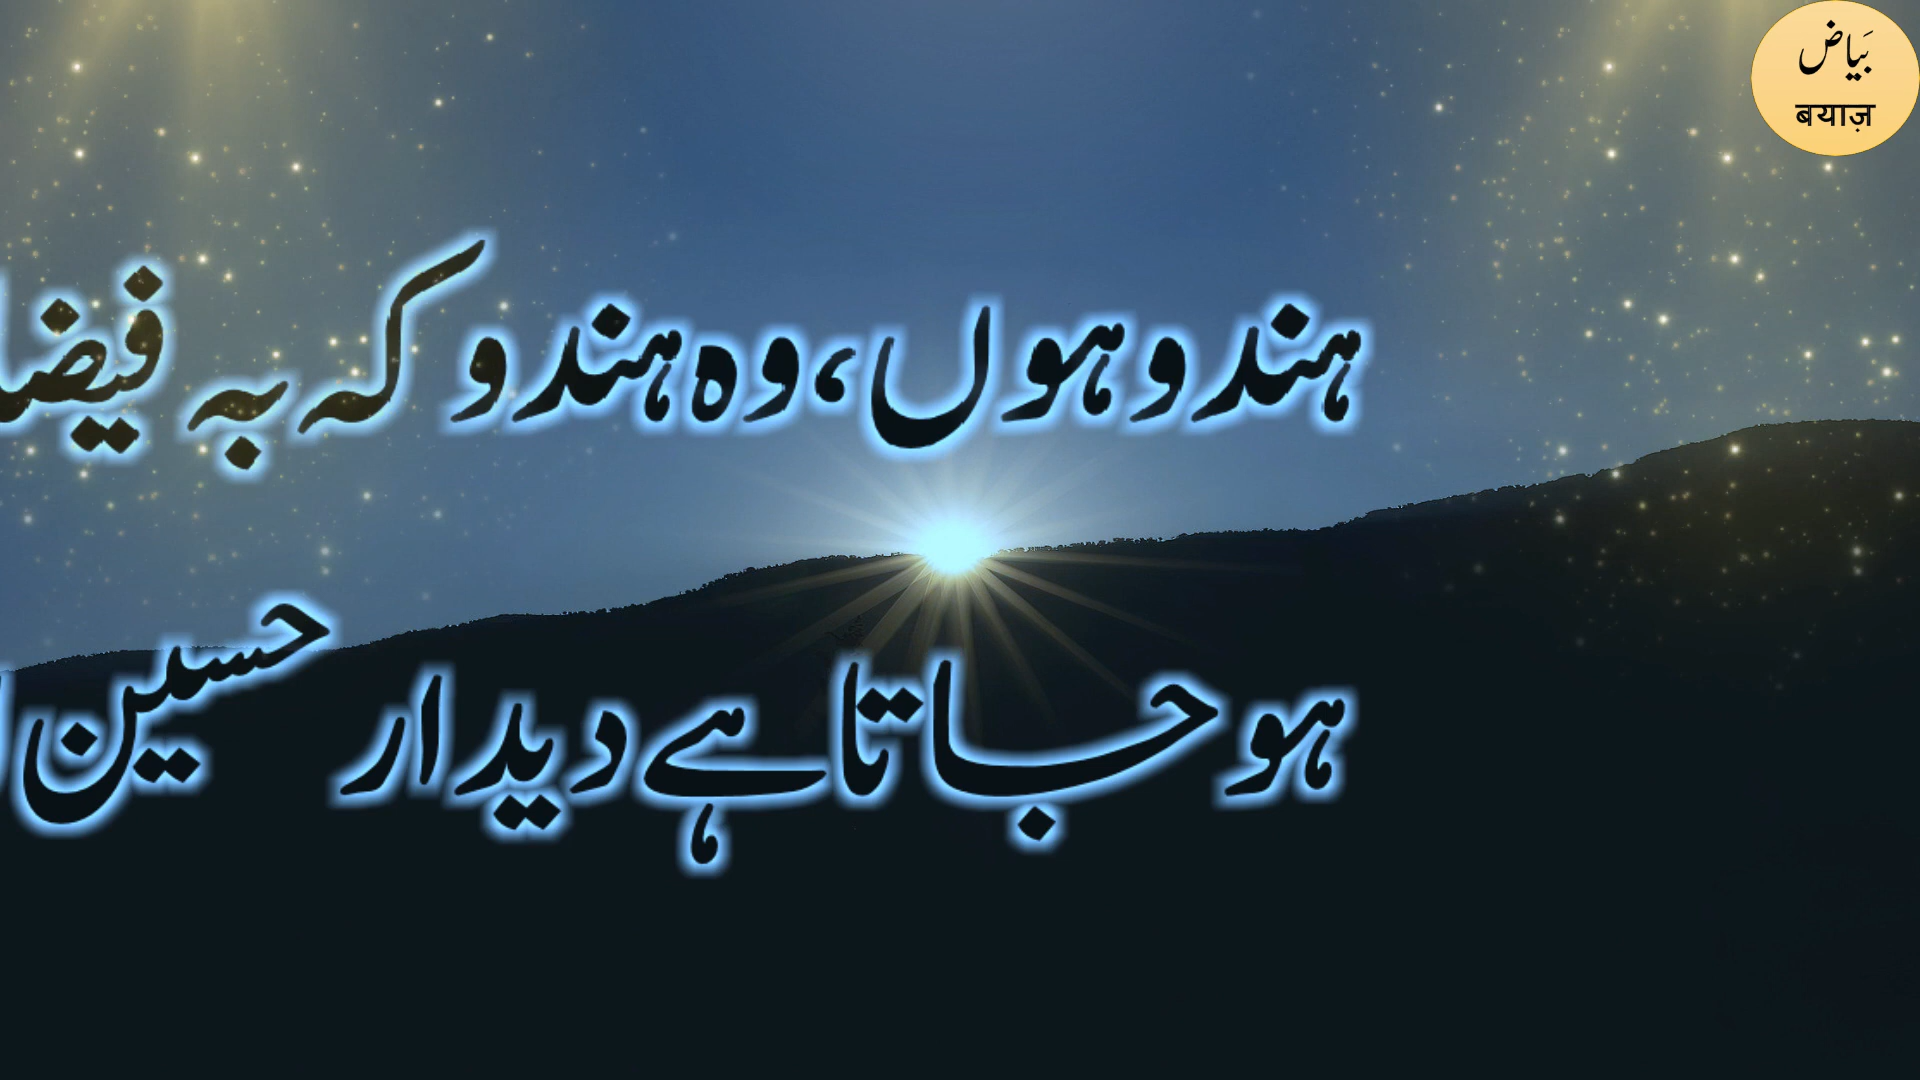 بَیاض
बयाज़
ہندو ہوں، وہ ہندو کہ بہ
ہو جاتا ہے دیدار حسین